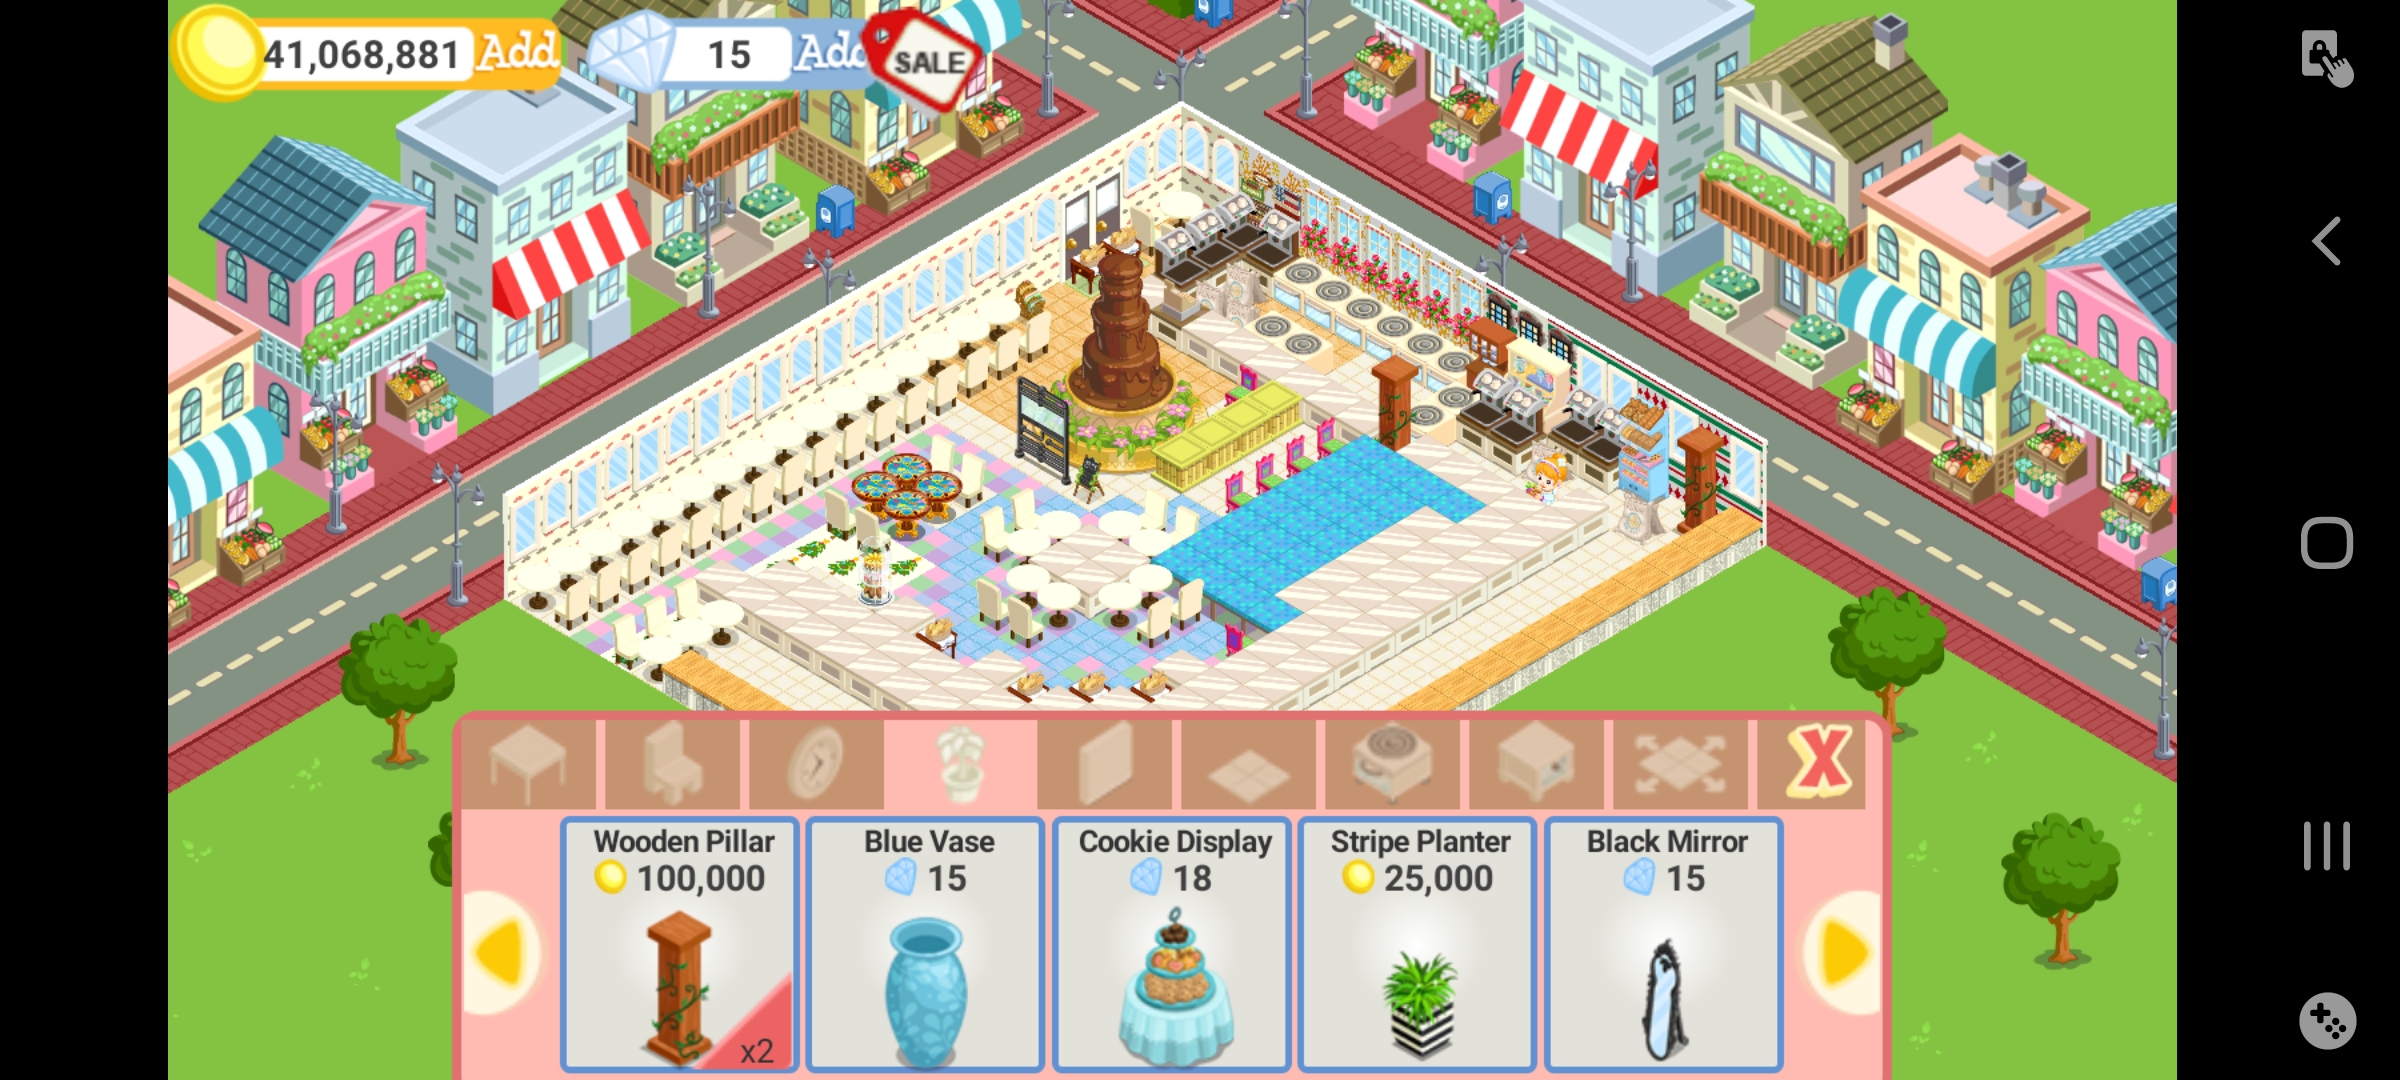 41,068,881 Add 15 Add SALE
Wooden Pillar
100,000
x2
Blue Vase
15
Cookie Display
18
Stripe Planter
25,000
Black Mirror
15
X